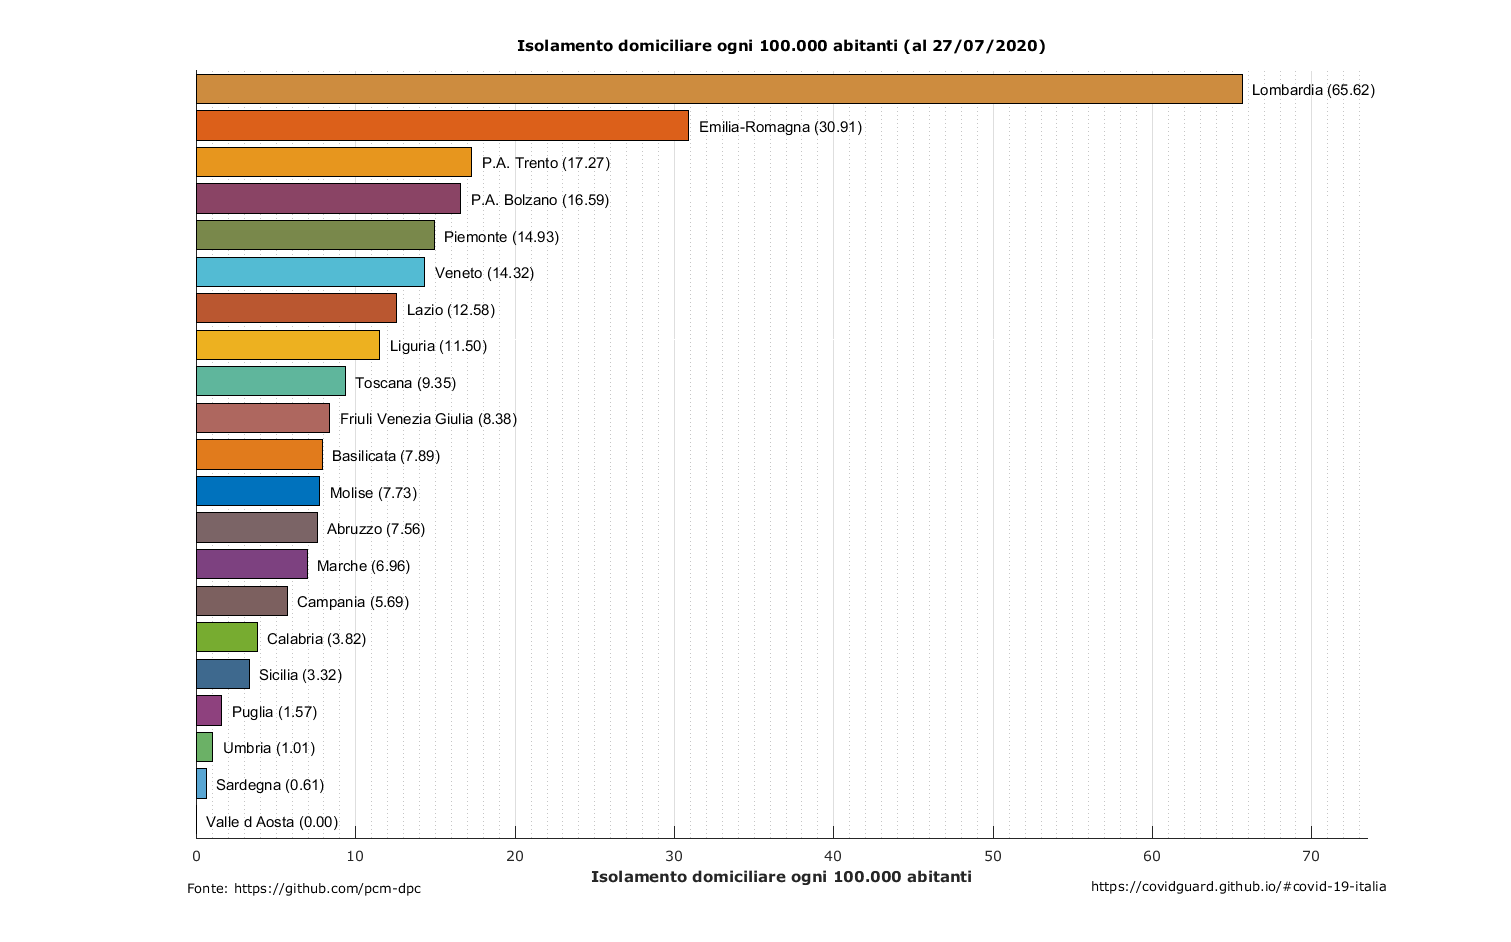 Isolamento domiciliare ogni 100.000 abitanti (al 27/07/2020)
Lombardia (65.62)
Emilia-Romagna (30.91)
P.A. Trento (17.27)
P.A. Bolzano (16.59)
Piemonte (14.93)
Veneto (14.32)
Lazio (12.58)
Liguria (11.50)
Toscana (9.35)
Friuli Venezia Giulia (8.38)
Basilicata (7.89)
Molise (7.73)
Abruzzo (7.56)
Marche (6.96)
Campania (5.69)
Calabria (3.82)
Sicilia (3.32)
Puglia (1.57)
Umbria (1.01)
Sardegna (0.61)
Valle d Aosta (0.00)
0 10 20 30 40 50 60 70
Isolamento domiciliare ogni 100.000 abitanti
Fonte: https://github.com/pcm-dpc
https://covidguard.github.io/#covid-19-italia